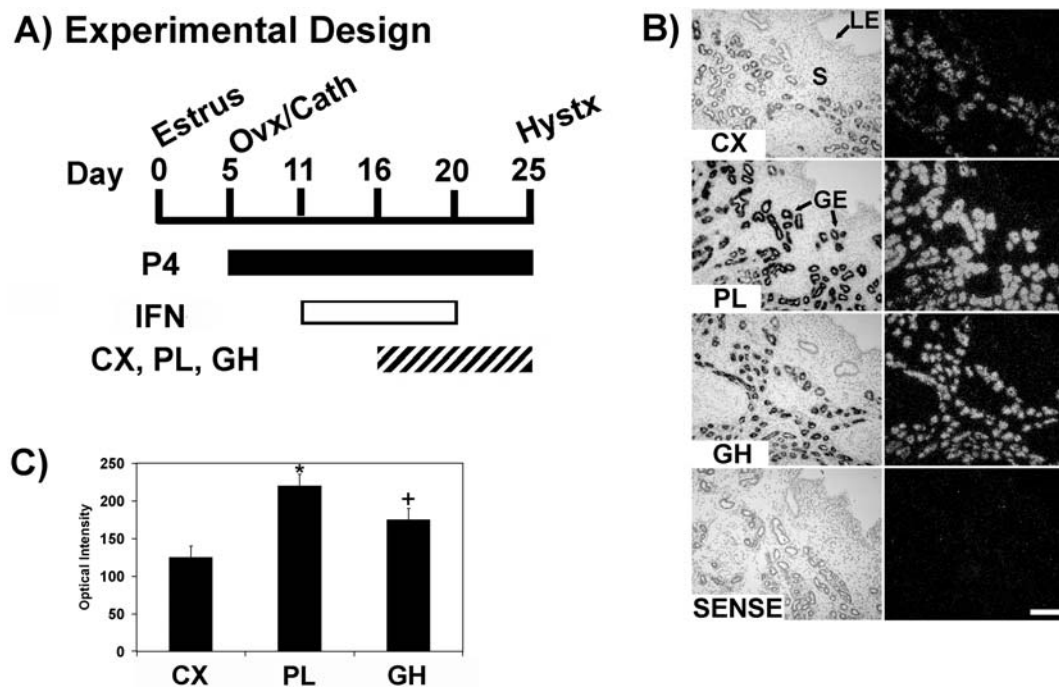 A) Experimental Design
Estrus Ovx/Cath Hystx
Day 0 5 11 16 20 25
P4
IFN
CX, PL, GH
B)
LE
S
CX
GE
PL
GH
SENSE
C)
Optical Intensity
250
200
150
100
50
0
*
+
CX PL GH